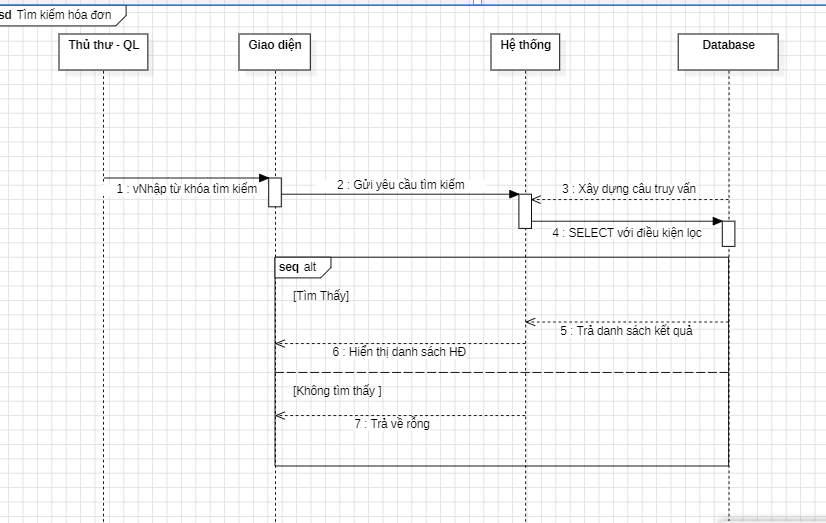 sd Tìm kiếm hóa đơn
Thủ thư - QL
Giao diện
Hệ thống
Database
1 : vNhập từ khóa tìm kiếm
2 : Gửi yêu cầu tìm kiếm
3 : Xây dựng câu truy vấn
4 : SELECT với điều kiện lọc
seq alt
[Tìm Thấy]
5 : Trả danh sách kết quả
6 : Hiển thị danh sách HĐ
[Không tìm thấy ]
7 : Trả về rỗng